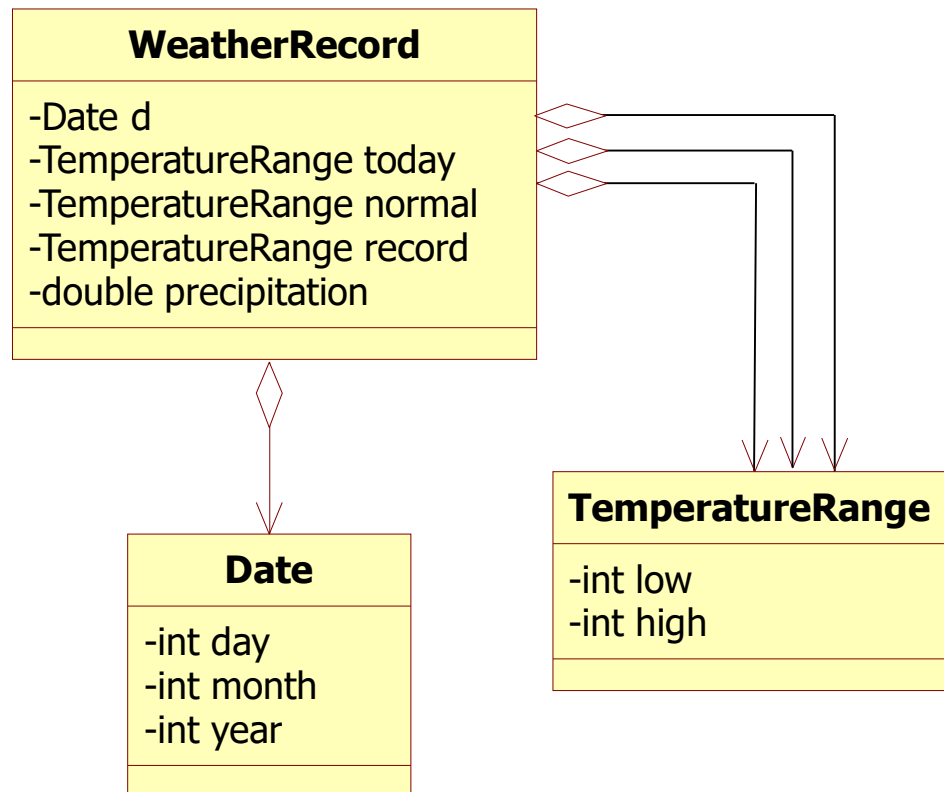 WeatherRecord
-Date d
-TemperatureRange today
-TemperatureRange normal
-TemperatureRange record
-double precipitation
Date
-int day
-int month
-int year
TemperatureRange
-int low
-int high